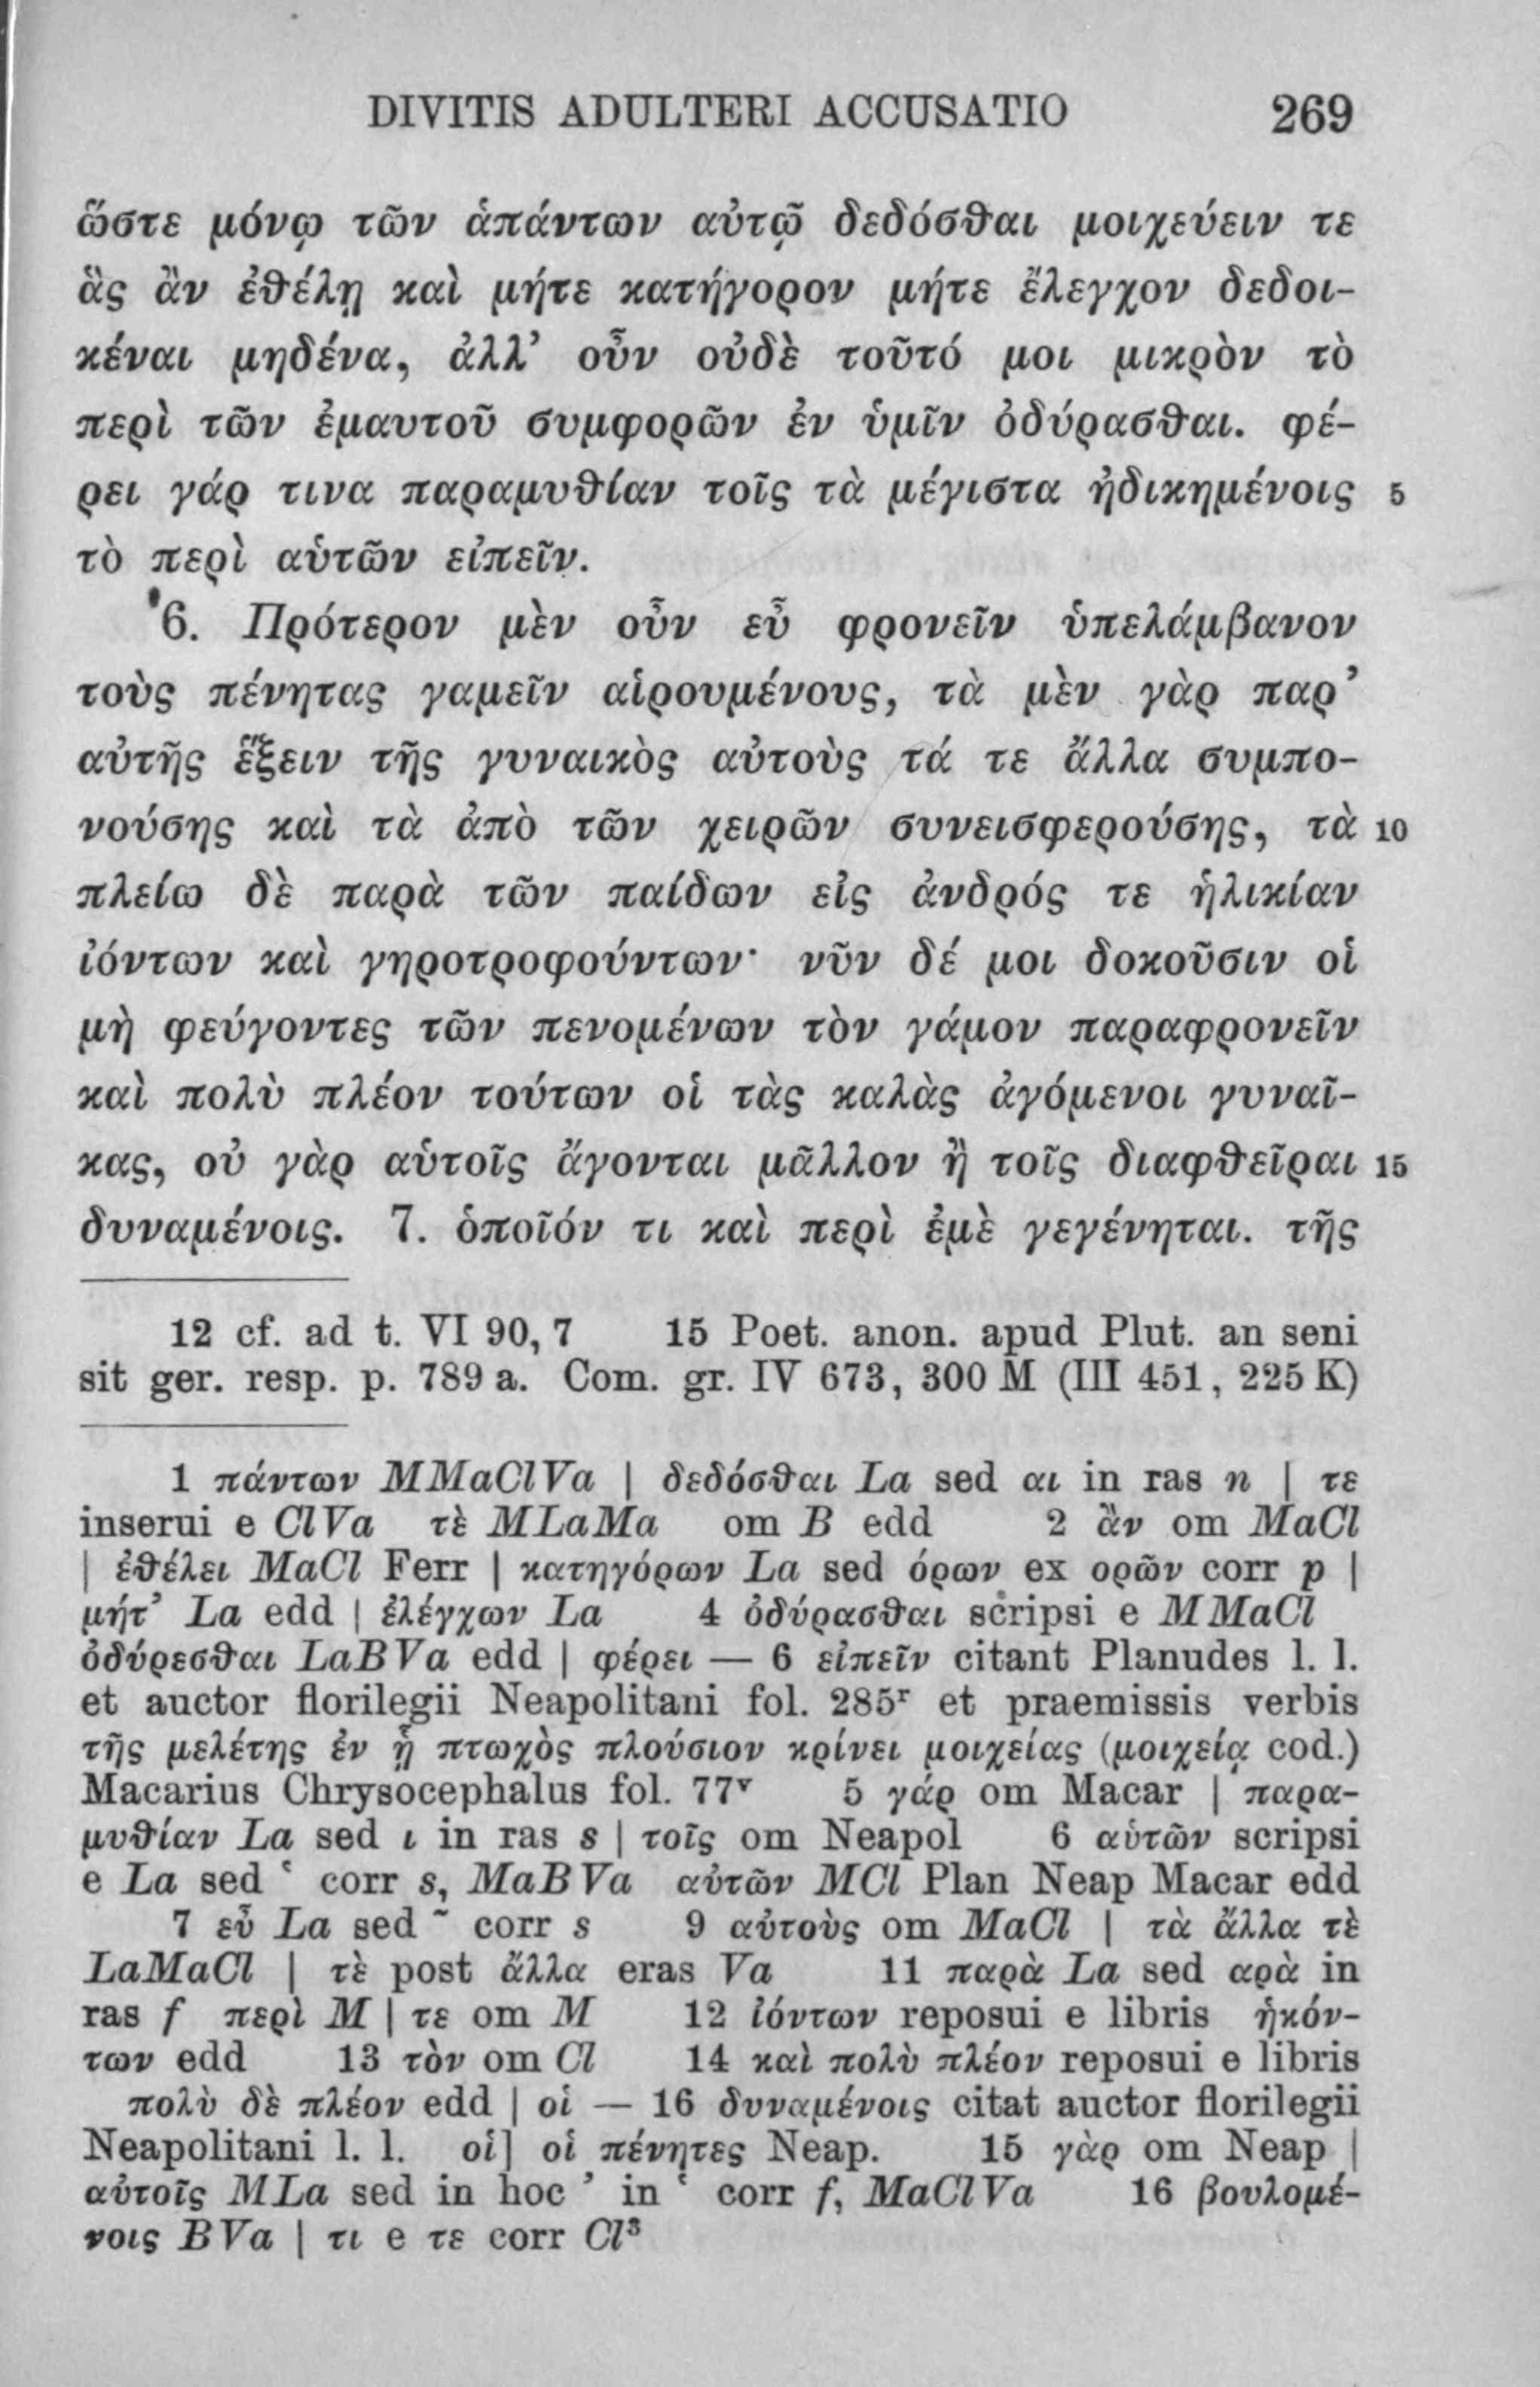 DIVITIS ADULTERI ACCUSATIO 269
ὥστε μόνῳ τῶν ἁπάντων αὐτῷ δεδόσθαι μοιχεύειν τε
ἃς ἂν ἐθέλῃ καὶ μήτε κατήγορον μήτε ἔλεγχον δεδοι-
κέναι μηδένα, ἀλλ’ οὖν οὐδὲ τοῦτό μοι μικρὸν τὸ
περὶ τῶν ἐμαυτοῦ συμφορῶν ἐν ὑμῖν ὀδύρασθαι. φέ-
ρει γάρ τινα παραμυθίαν τοῖς τὰ μέγιστα ἠδικημένοις 5
τὸ περὶ αὑτῶν εἰπεῖν.
6. Πρότερον μὲν οὖν εὖ φρονεῖν ὑπελάμβανον
τοὺς πένητας γαμεῖν αἱρουμένους, τὰ μὲν γὰρ παρ’
αὐτῆς ἕξειν τῆς γυναικὸς αὐτοὺς τά τε ἄλλα συμπο-
νούσης καὶ τὰ ἀπὸ τῶν χειρῶν συνεισφερούσης, τὰ 10
πλείω δὲ παρὰ τῶν παίδων εἰς ἀνδρός τε ἡλικίαν
ἰόντων καὶ γηροτροφούντων· νῦν δέ μοι δοκοῦσιν οἱ
μὴ φεύγοντες τῶν πενομένων τὸν γάμον παραφρονεῖν
καὶ πολὺ πλέον τούτων οἱ τὰς καλὰς ἀγόμενοι γυναῖ-
κας, οὐ γὰρ αὑτοῖς ἄγονται μᾶλλον ἢ τοῖς διαφθεῖραι 15
δυναμένοις. 7. ὁποῖόν τι καὶ περὶ ἐμὲ γεγένηται. τῆς
12 cf. ad t. VI 90, 7 15 Poet. anon. apud Plut. an seni
sit ger. resp. p. 789 a. Com. gr. IV 673, 300 M (III 451, 225 K)
1 πάντων MMaClVa | δεδόσθαι La sed αι in ras n | τε
inserui e ClVa τὲ MLaMa om B edd 2 ἂν om MaCl
| ἐθέλει MaCl Ferr | κατηγόρων La sed όρων ex ορῶν corr p |
μήτ’ La edd | ἐλέγχων La 4 ὀδύρασθαι scripsi e MMaCl
ὀδύρεσθαι LaBVa edd | φέρει — 6 εἰπεῖν citant Planudes l. l.
et auctor florilegii Neapolitani fol. 285ʳ et praemissis verbis
τῆς μελέτης ἐν ᾗ πτωχὸς πλούσιον κρίνει μοιχείας (μοιχείᾳ cod.)
Macarius Chrysocephalus fol. 77ᵛ 5 γάρ om Macar | παρα-
μυθίαν La sed ι in ras s | τοῖς om Neapol 6 αὑτῶν scripsi
e La sed ‛ corr s, MaBVa αὐτῶν MCl Plan Neap Macar edd
7 εὖ La sed ῀ corr s 9 αὐτοὺς om MaCl | τὰ ἄλλα τὲ
LaMaCl | τὲ post ἄλλα eras Va 11 παρὰ La sed αρὰ in
ras f περὶ M | τε om M 12 ἰόντων reposui e libris ἡκόν-
των edd 13 τὸν om Cl 14 καὶ πολὺ πλέον reposui e libris
πολὺ δὲ πλέον edd | οἱ — 16 δυναμένοις citat auctor florilegii
Neapolitani l. l. οἱ] οἱ πένητες Neap. 15 γὰρ om Neap |
αὐτοῖς MLa sed in hoc ’ in ‛ corr f, MaClVa 16 βουλομέ-
νοις BVa | τι e τε corr Cl³